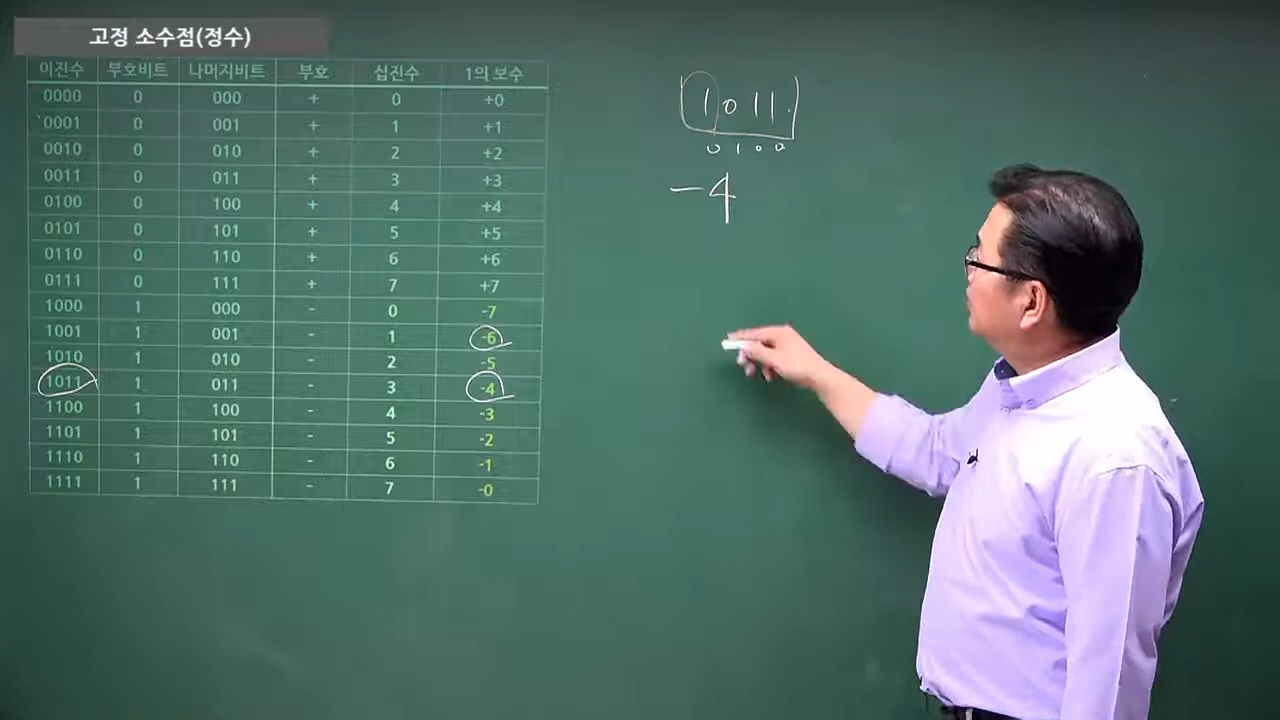 고정 소수점(정수)
이진수 부호비트 나머지비트 부호 십진수 1의 보수
0000 0 000 + 0 +0
0001 0 001 + 1 +1
0010 0 010 + 2 +2
0011 0 011 + 3 +3
0100 0 100 + 4 +4
0101 0 101 + 5 +5
0110 0 110 + 6 +6
0111 0 111 + 7 +7
1000 1 000 - 0 -7
1001 1 001 - 1 -6
1010 1 010 - 2 -5
1011 1 011 - 3 -4
1100 1 100 - 4 -3
1101 1 101 - 5 -2
1110 1 110 - 6 -1
1111 1 111 - 7 -0
1011
0100
-4